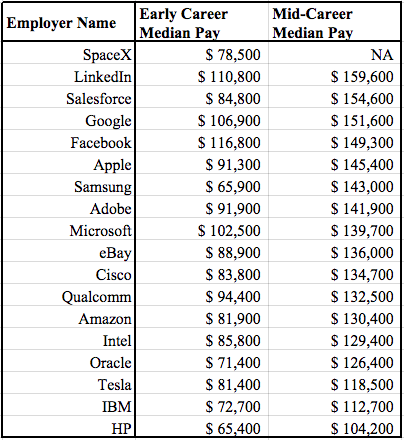 Employer Name Early Career Median Pay Mid-Career Median Pay
SpaceX $ 78,500 NA
LinkedIn $ 110,800 $ 159,600
Salesforce $ 84,800 $ 154,600
Google $ 106,900 $ 151,600
Facebook $ 116,800 $ 149,300
Apple $ 91,300 $ 145,400
Samsung $ 65,900 $ 143,000
Adobe $ 91,900 $ 141,900
Microsoft $ 102,500 $ 139,700
eBay $ 88,900 $ 136,000
Cisco $ 83,800 $ 134,700
Qualcomm $ 94,400 $ 132,500
Amazon $ 81,900 $ 130,400
Intel $ 85,800 $ 129,400
Oracle $ 71,400 $ 126,400
Tesla $ 81,400 $ 118,500
IBM $ 72,700 $ 112,700
HP $ 65,400 $ 104,200